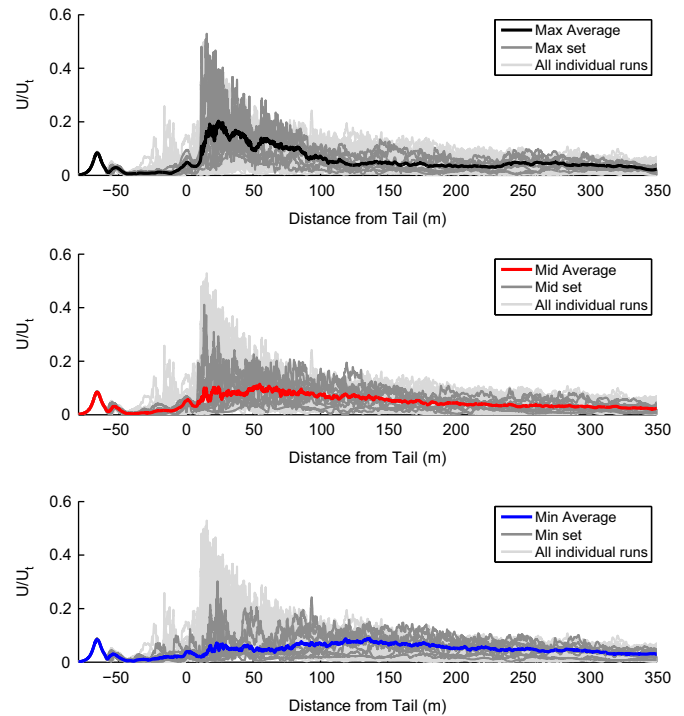 0.6
0.4
0.2
0
U/Uₜ
Max Average
Max set
All individual runs
−50 0 50 100 150 200 250 300 350
Distance from Tail (m)
0.6
0.4
0.2
0
U/Uₜ
Mid Average
Mid set
All individual runs
−50 0 50 100 150 200 250 300 350
Distance from Tail (m)
0.6
0.4
0.2
0
U/Uₜ
Min Average
Min set
All individual runs
−50 0 50 100 150 200 250 300 350
Distance from Tail (m)